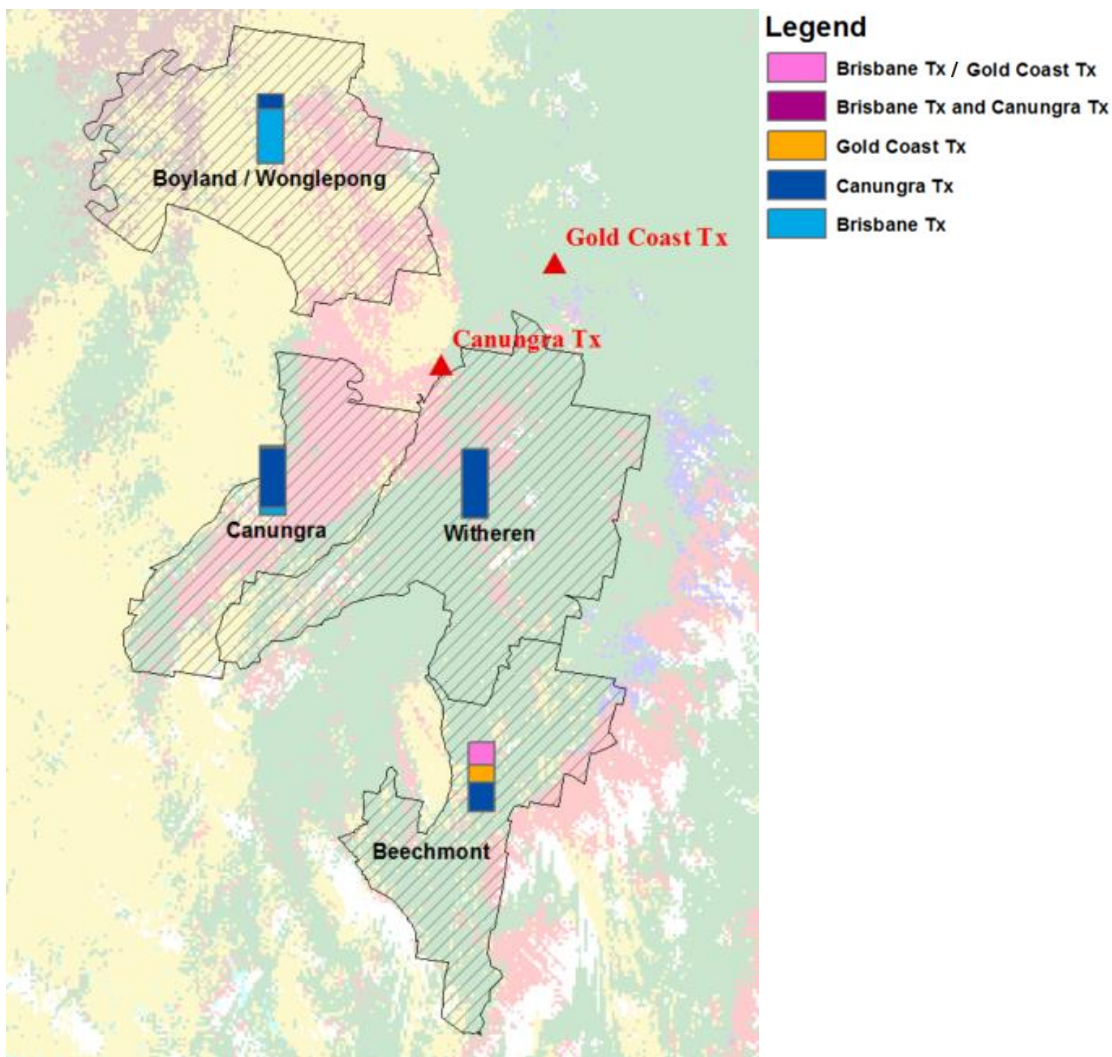 Legend
Brisbane Tx / Gold Coast Tx
Brisbane Tx and Canungra Tx
Gold Coast Tx
Canungra Tx
Brisbane Tx
Boyland / Wonglepong
Gold Coast Tx
Canungra Tx
Canungra
Witheren
Beechmont